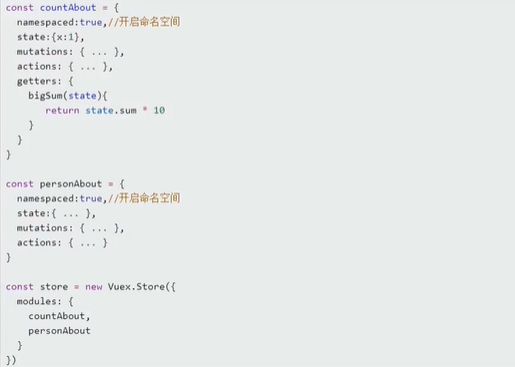 const countAbout = {
  namespaced:true,//开启命名空间
  state:{x:1},
  mutations: { ... },
  actions: { ... },
  getters: {
    bigSum(state){
       return state.sum * 10
    }
  }
}

const personAbout = {
  namespaced:true,//开启命名空间
  state:{ ... },
  mutations: { ... },
  actions: { ... }
}

const store = new Vuex.Store({
  modules: {
    countAbout,
    personAbout
  }
})